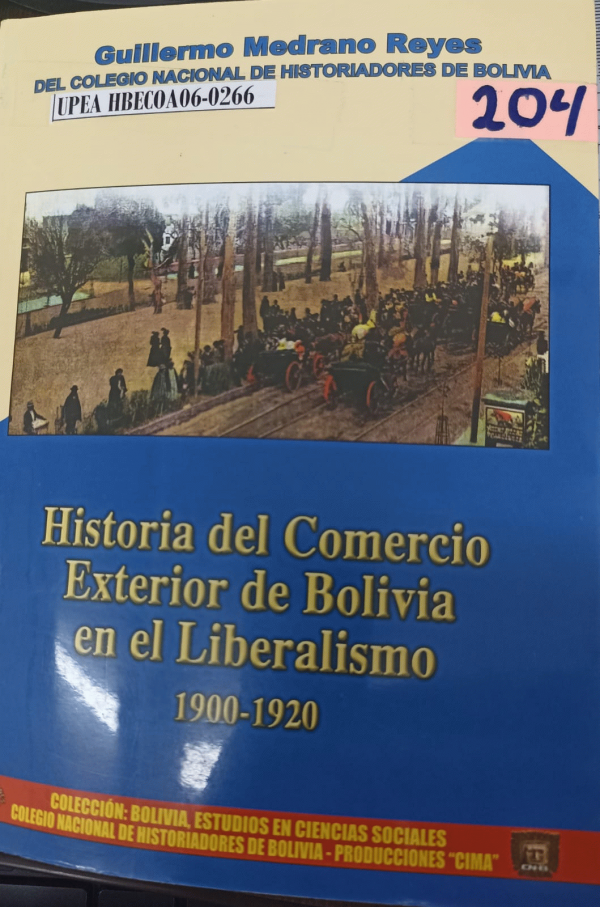 Guillermo Medrano Reyes
DEL COLEGIO NACIONAL DE HISTORIADORES DE BOLIVIA
UPEA HBECOA06-0266
204
Historia del Comercio
Exterior de Bolivia
en el Liberalismo
1900-1920
COLECCIÓN: BOLIVIA, ESTUDIOS EN CIENCIAS SOCIALES
COLEGIO NACIONAL DE HISTORIADORES DE BOLIVIA - PRODUCCIONES "CIMA"